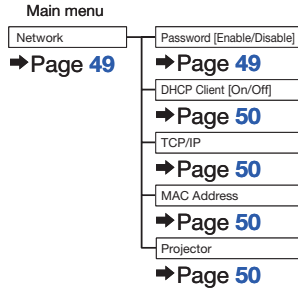 Main menu
Network
➡Page 49
Password [Enable/Disable]
➡Page 49
DHCP Client [On/Off]
➡Page 50
TCP/IP
➡Page 50
MAC Address
➡Page 50
Projector
➡Page 50